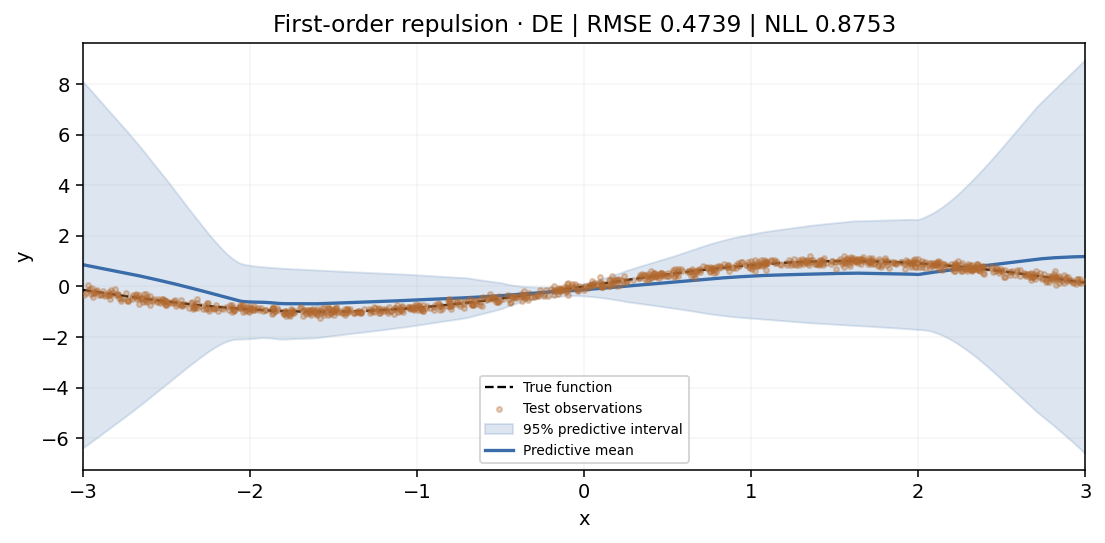 First-order repulsion · DE | RMSE 0.4739 | NLL 0.8753
y
8
6
4
2
0
−2
−4
−6
True function
Test observations
95% predictive interval
Predictive mean
−3 −2 −1 0 1 2 3
x